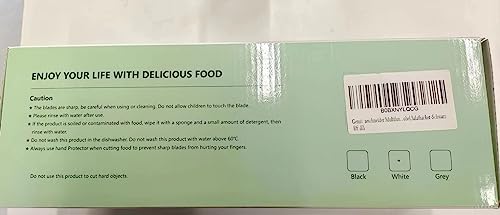 ENJOY YOUR LIFE WITH DELICIOUS FOOD
Caution
● The blades are sharp, be careful when using or cleaning. Do not allow children to touch the blade.
● Please rinse with water after use.
● If the product is soiled or contaminated with food, wipe it with a sponge and a small amount of detergent, then
rinse with water.
● Do not wash this product in the dishwasher. Do not wash this product with water above 60℃.
● Always use hand Protector when cutting food to prevent sharp blades from hurting your fingers.
Do not use this product to cut hard objects.
Black
White
Grey